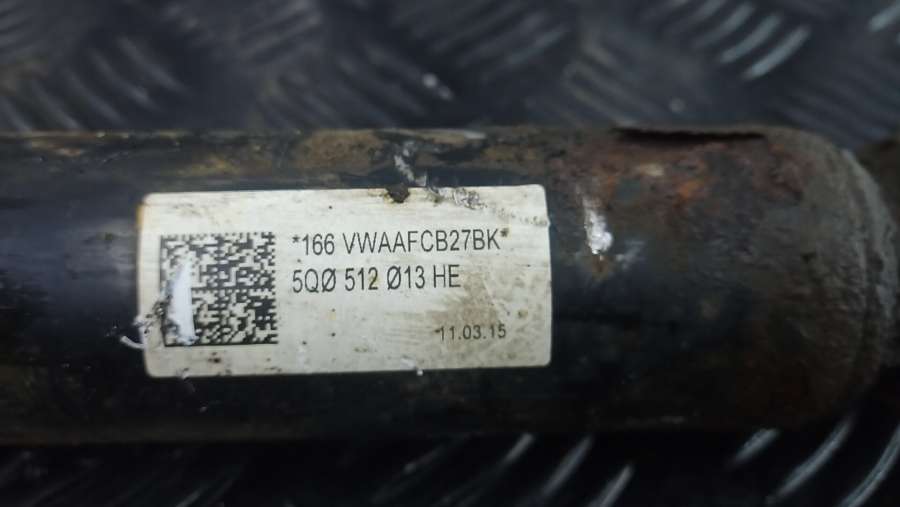 *166 VWAAFCB27BK*
5QØ 512 Ø13 HE
11.03.15